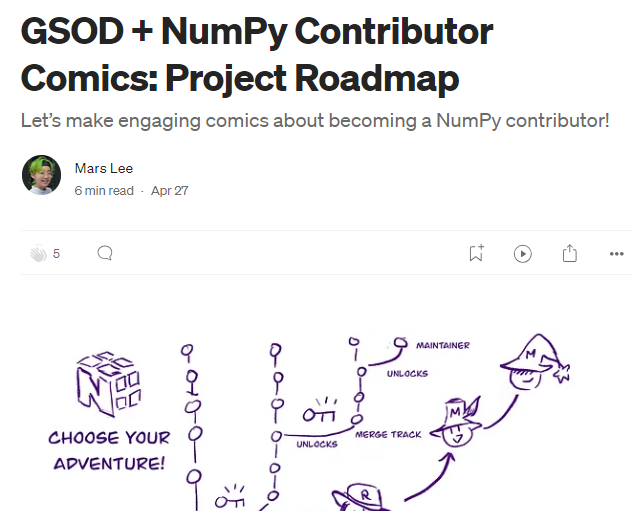 GSOD + NumPy Contributor
Comics: Project Roadmap
Let's make engaging comics about becoming a NumPy contributor!
Mars Lee
6 min read · Apr 27
5
N
CHOOSE YOUR
ADVENTURE!
MAINTAINER
UNLOCKS
M
UNLOCKS
MERGE TRACK
M
R